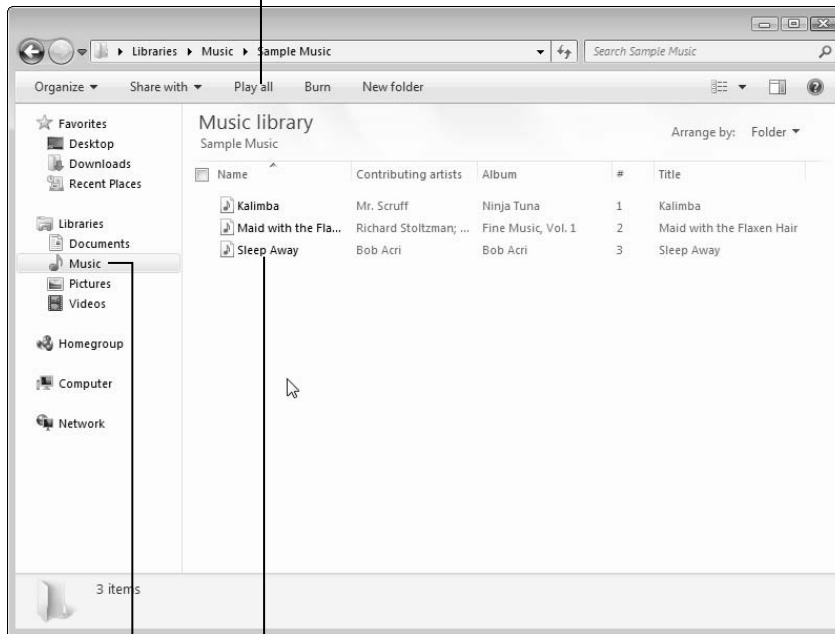 Libraries ▸ Music ▸ Sample Music
Search Sample Music
Organize ▾ Share with ▾ Play all Burn New folder
Favorites
Desktop
Downloads
Recent Places
Libraries
Documents
Music
Pictures
Videos
Homegroup
Computer
Network
Music library
Sample Music
Arrange by: Folder ▾
Name Contributing artists Album # Title
Kalimba Mr. Scruff Ninja Tuna 1 Kalimba
Maid with the Fla... Richard Stoltzman; ... Fine Music, Vol. 1 2 Maid with the Flaxen Hair
Sleep Away Bob Acri Bob Acri 3 Sleep Away
3 items